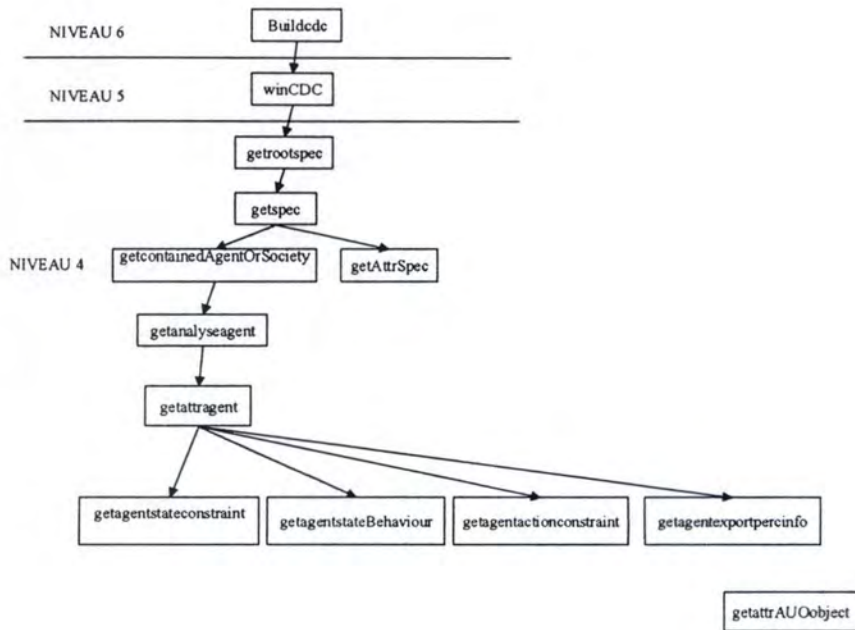 NIVEAU 6
Buildcdc
NIVEAU 5
winCDC
getrootspec
getspec
NIVEAU 4
getcontainedAgentOrSociety
getAttrSpec
getanalyseagent
getattragent
getagentstateconstraint
getagentstateBehaviour
getagentactionconstraint
getagentexportpercinfo
getattrAUOobject